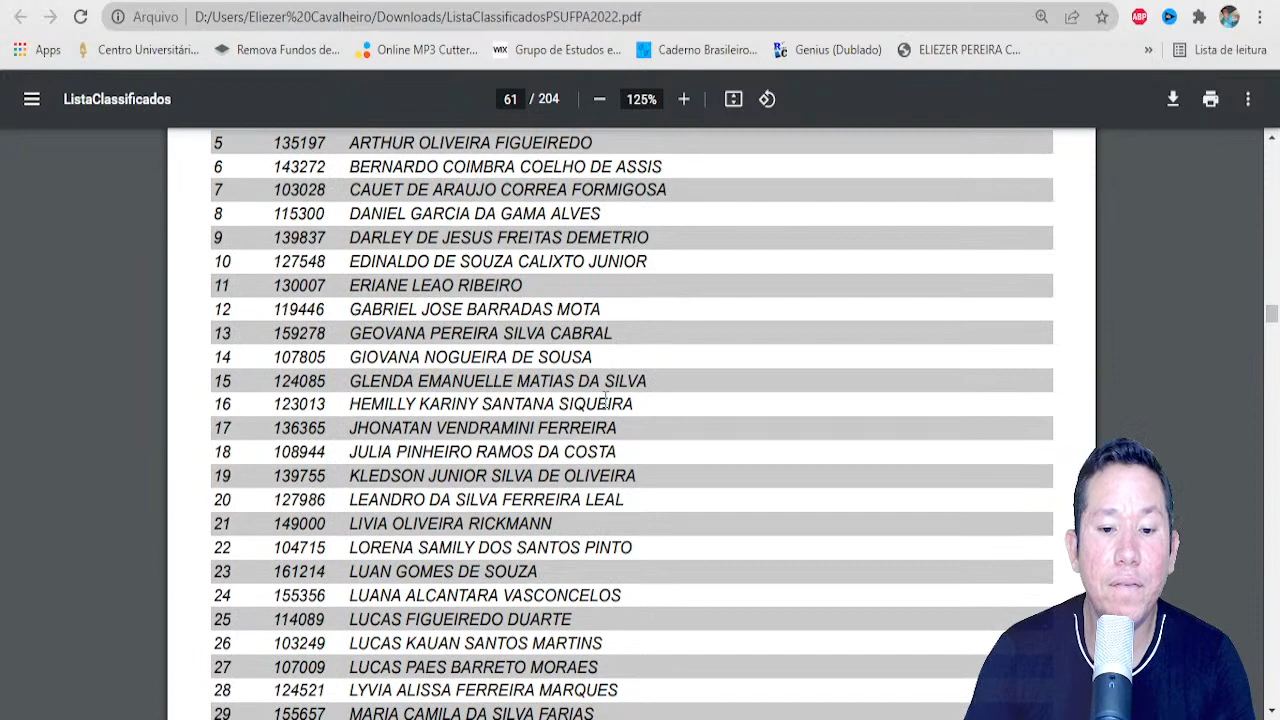 Arquivo D:/Users/Eliezer%20Cavalheiro/Downloads/ListaClassificadosPSUFPA2022.pdf ABP
Apps Centro Universitári... Remova Fundos de... Online MP3 Cutter... WIX Grupo de Estudos e... Caderno Brasileiro... Genius (Dublado) ELIEZER PEREIRA C... » Lista de leitura
ListaClassificados 61 / 204 125%
5 135197 ARTHUR OLIVEIRA FIGUEIREDO
6 143272 BERNARDO COIMBRA COELHO DE ASSIS
7 103028 CAUET DE ARAUJO CORREA FORMIGOSA
8 115300 DANIEL GARCIA DA GAMA ALVES
9 139837 DARLEY DE JESUS FREITAS DEMETRIO
10 127548 EDINALDO DE SOUZA CALIXTO JUNIOR
11 130007 ERIANE LEAO RIBEIRO
12 119446 GABRIEL JOSE BARRADAS MOTA
13 159278 GEOVANA PEREIRA SILVA CABRAL
14 107805 GIOVANA NOGUEIRA DE SOUSA
15 124085 GLENDA EMANUELLE MATIAS DA SILVA
16 123013 HEMILLY KARINY SANTANA SIQUEIRA
17 136365 JHONATAN VENDRAMINI FERREIRA
18 108944 JULIA PINHEIRO RAMOS DA COSTA
19 139755 KLEDSON JUNIOR SILVA DE OLIVEIRA
20 127986 LEANDRO DA SILVA FERREIRA LEAL
21 149000 LIVIA OLIVEIRA RICKMANN
22 104715 LORENA SAMILY DOS SANTOS PINTO
23 161214 LUAN GOMES DE SOUZA
24 155356 LUANA ALCANTARA VASCONCELOS
25 114089 LUCAS FIGUEIREDO DUARTE
26 103249 LUCAS KAUAN SANTOS MARTINS
27 107009 LUCAS PAES BARRETO MORAES
28 124521 LYVIA ALISSA FERREIRA MARQUES
29 155657 MARIA CAMILA DA SILVA FARIAS